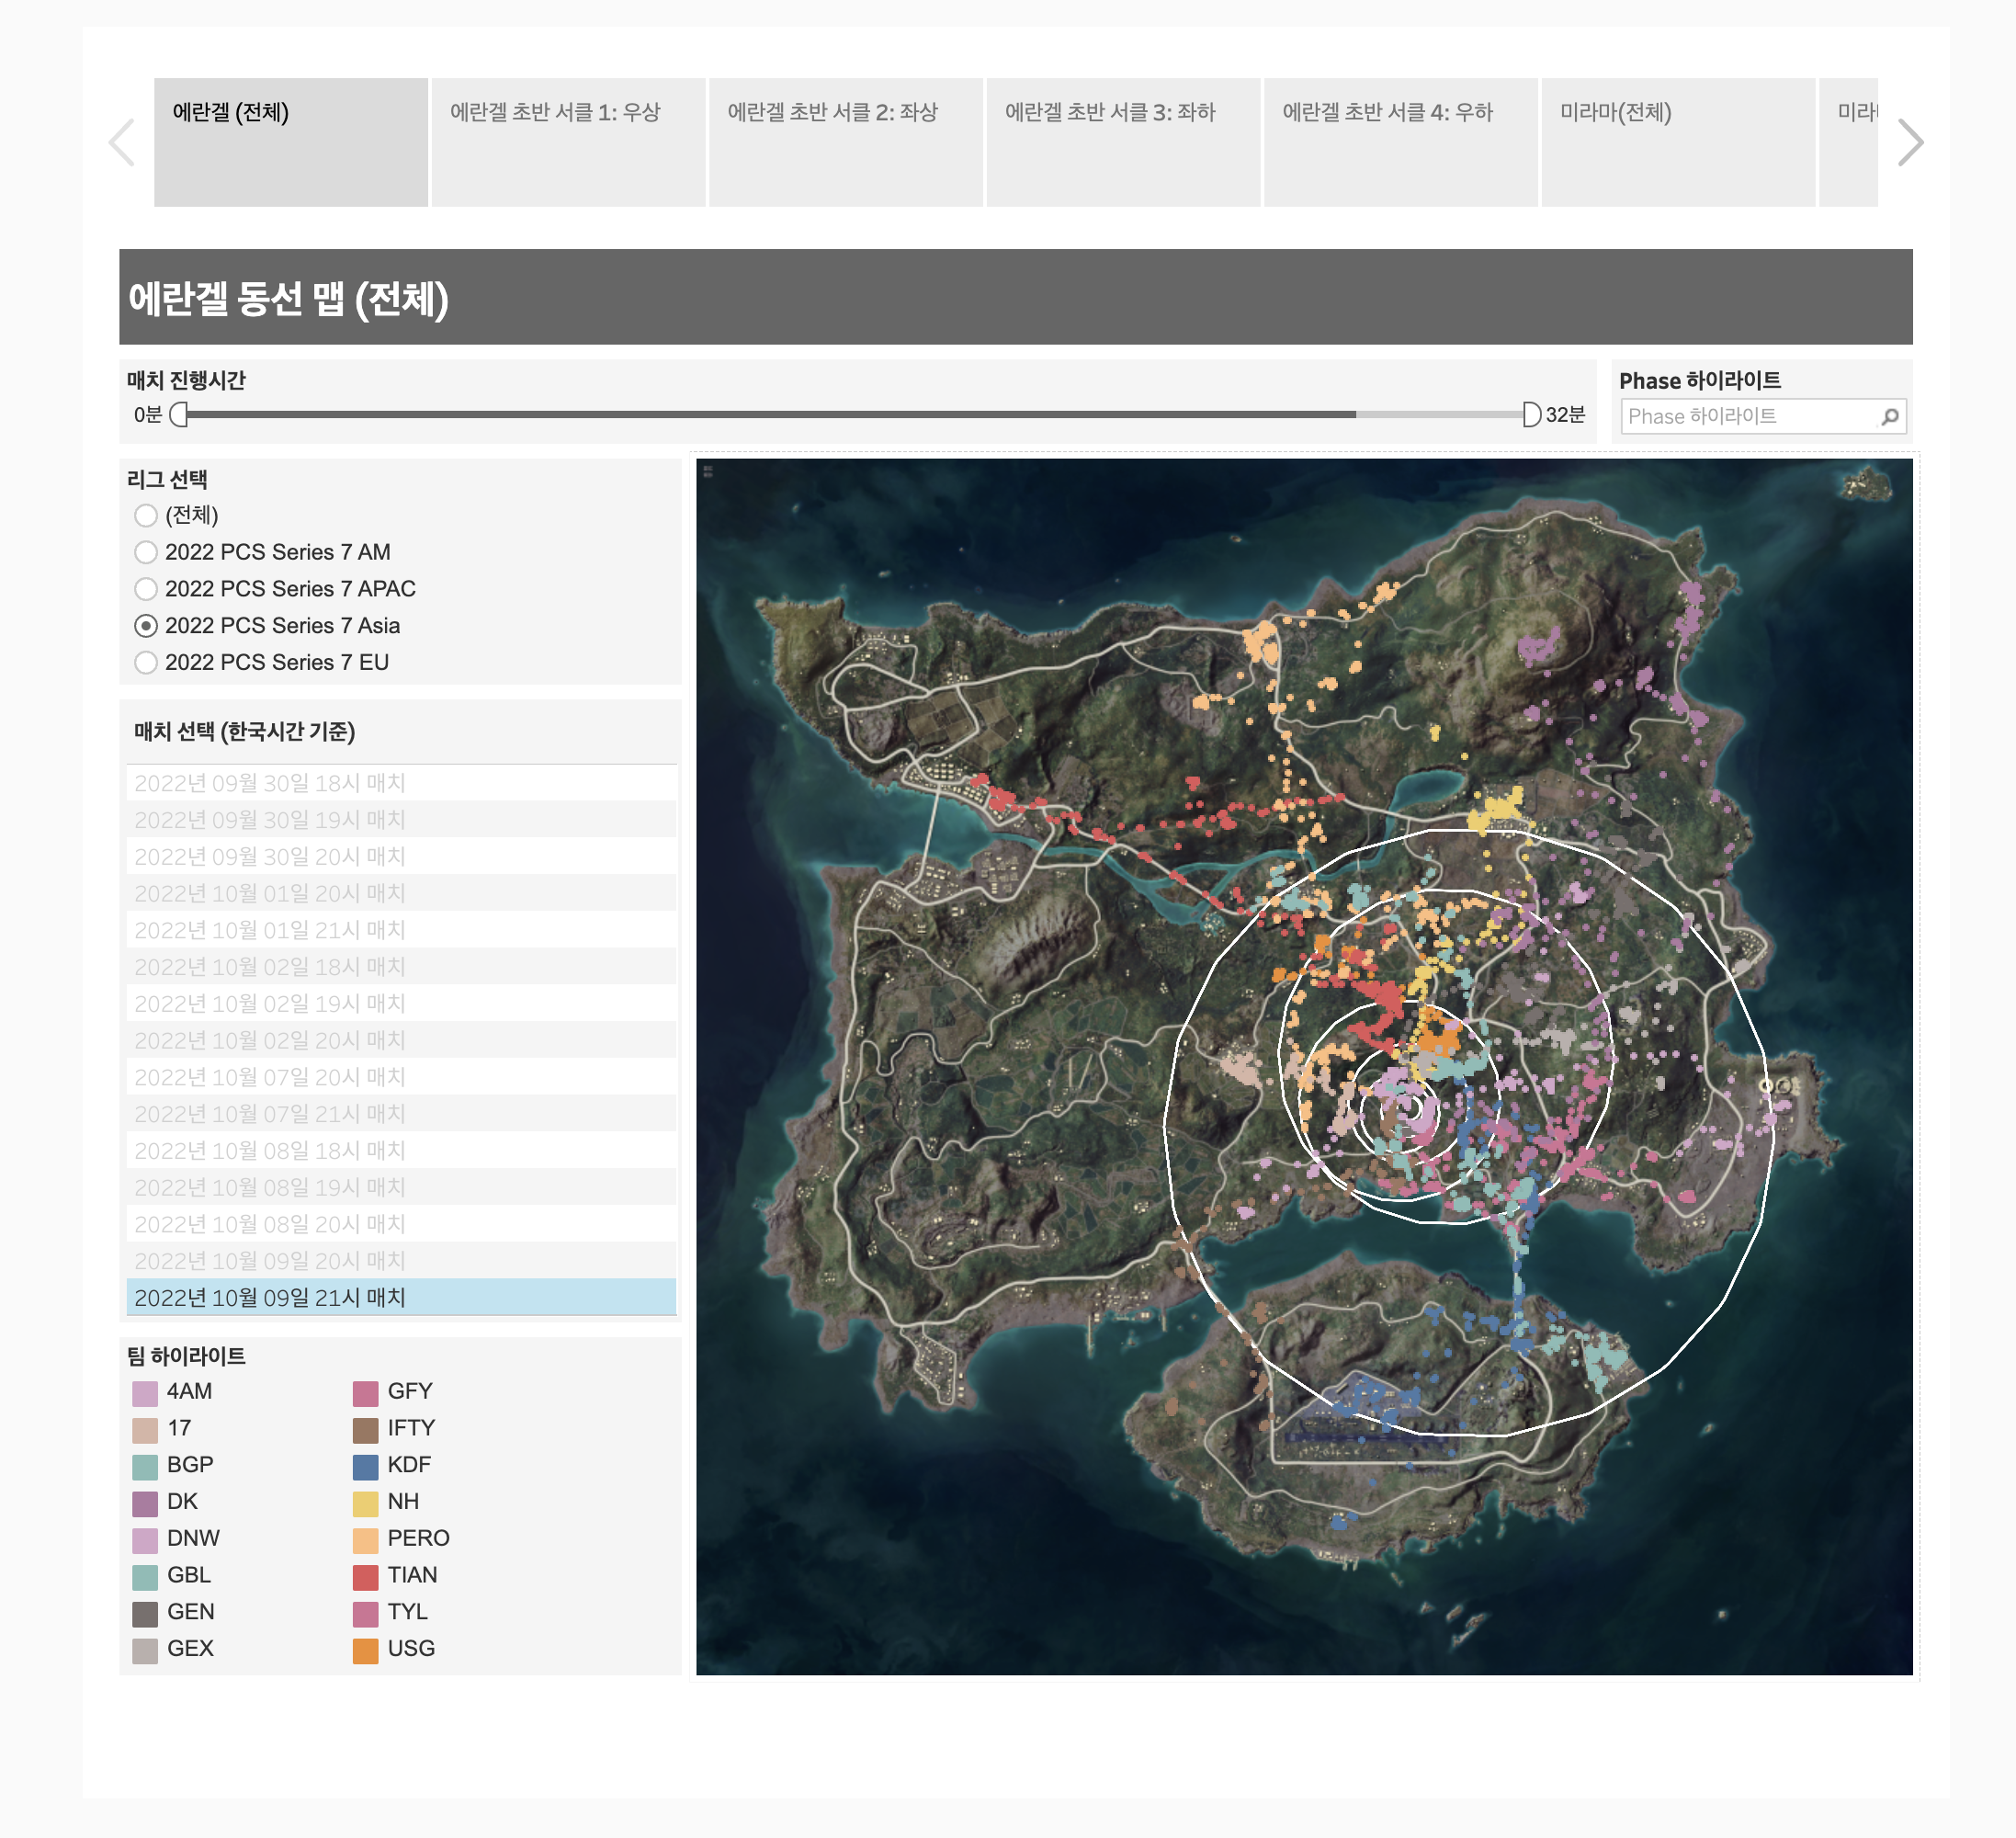 에란겔 (전체)
에란겔 초반 서클 1: 우상
에란겔 초반 서클 2: 좌상
에란겔 초반 서클 3: 좌하
에란겔 초반 서클 4: 우하
미라마(전체)
에란겔 동선 맵 (전체)
매치 진행시간
0분
32분
Phase 하이라이트
Phase 하이라이트
리그 선택
(전체)
2022 PCS Series 7 AM
2022 PCS Series 7 APAC
2022 PCS Series 7 Asia
2022 PCS Series 7 EU
매치 선택 (한국시간 기준)
2022년 09월 30일 18시 매치
2022년 09월 30일 19시 매치
2022년 09월 30일 20시 매치
2022년 10월 01일 20시 매치
2022년 10월 01일 21시 매치
2022년 10월 02일 18시 매치
2022년 10월 02일 19시 매치
2022년 10월 02일 20시 매치
2022년 10월 07일 20시 매치
2022년 10월 07일 21시 매치
2022년 10월 08일 18시 매치
2022년 10월 08일 19시 매치
2022년 10월 08일 20시 매치
2022년 10월 09일 20시 매치
2022년 10월 09일 21시 매치
팀 하이라이트
4AM
17
BGP
DK
DNW
GBL
GEN
GEX
GFY
IFTY
KDF
NH
PERO
TIAN
TYL
USG